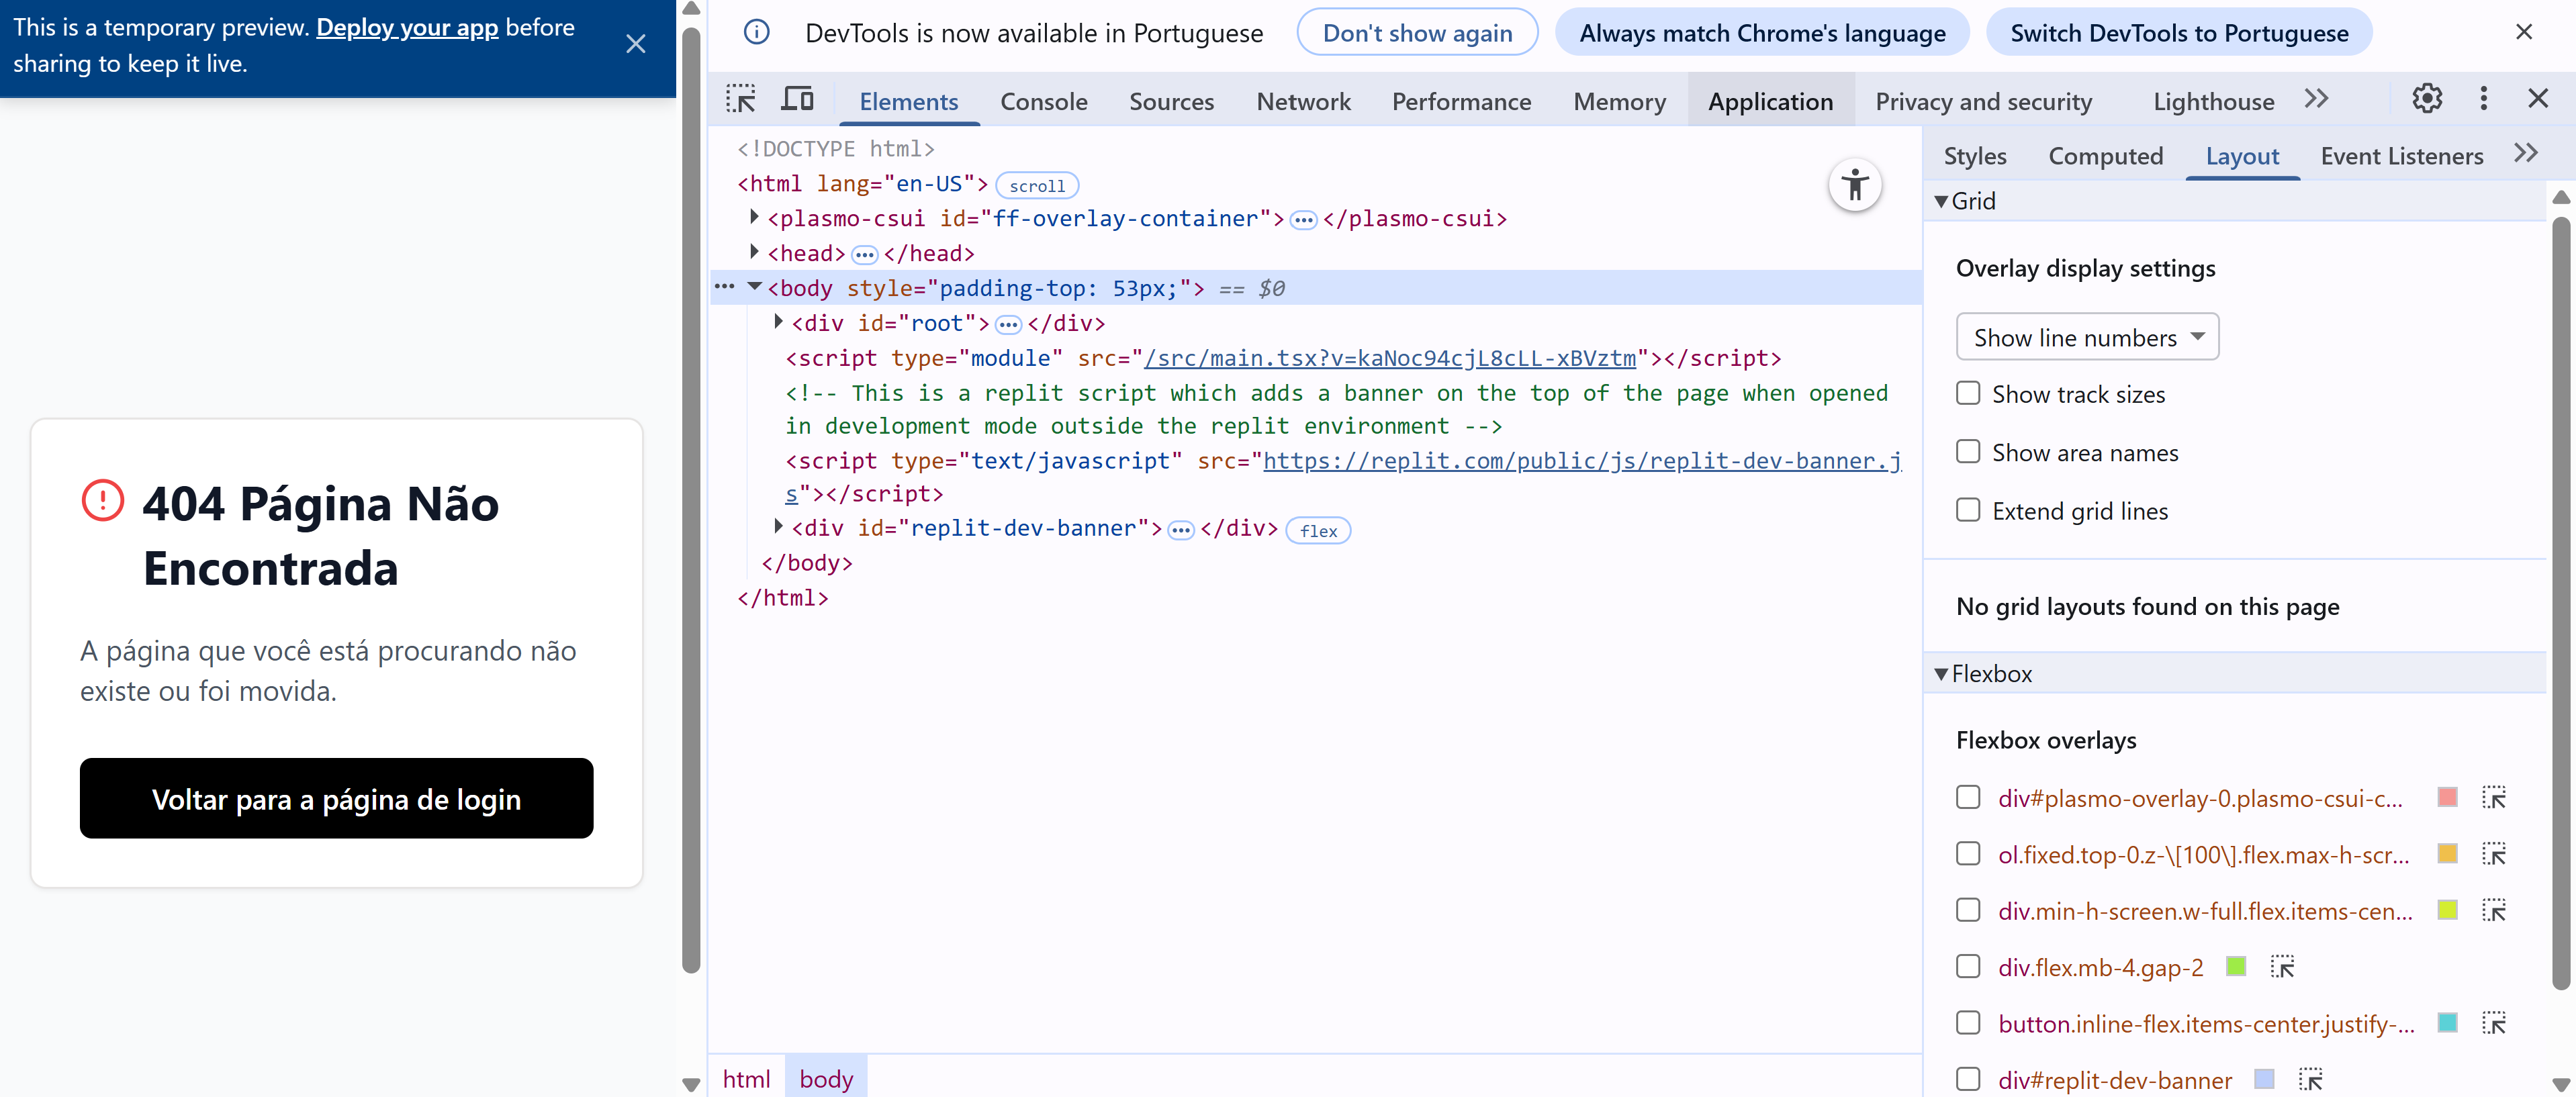 This is a temporary preview. Deploy your app before
sharing to keep it live.
404 Página Não
Encontrada
A página que você está procurando não
existe ou foi movida.
Voltar para a página de login
DevTools is now available in Portuguese
Don't show again
Always match Chrome's language
Switch DevTools to Portuguese
Elements
Console
Sources
Network
Performance
Memory
Application
Privacy and security
Lighthouse
<!DOCTYPE html>
<html lang="en-US"> scroll
<plasmo-csui id="ff-overlay-container">…</plasmo-csui>
<head>…</head>
… <body style="padding-top: 53px;"> == $0
<div id="root">…</div>
<script type="module" src="/src/main.tsx?v=kaNoc94cjL8cLL-xBVztm"></script>
<!-- This is a replit script which adds a banner on the top of the page when opened
in development mode outside the replit environment -->
<script type="text/javascript" src="https://replit.com/public/js/replit-dev-banner.j
s"></script>
<div id="replit-dev-banner">…</div> flex
</body>
</html>
html
body
Styles
Computed
Layout
Event Listeners
Grid
Overlay display settings
Show line numbers
Show track sizes
Show area names
Extend grid lines
No grid layouts found on this page
Flexbox
Flexbox overlays
div#plasmo-overlay-0.plasmo-csui-c...
ol.fixed.top-0.z-\[100\].flex.max-h-scr...
div.min-h-screen.w-full.flex.items-cen...
div.flex.mb-4.gap-2
button.inline-flex.items-center.justify-...
div#replit-dev-banner